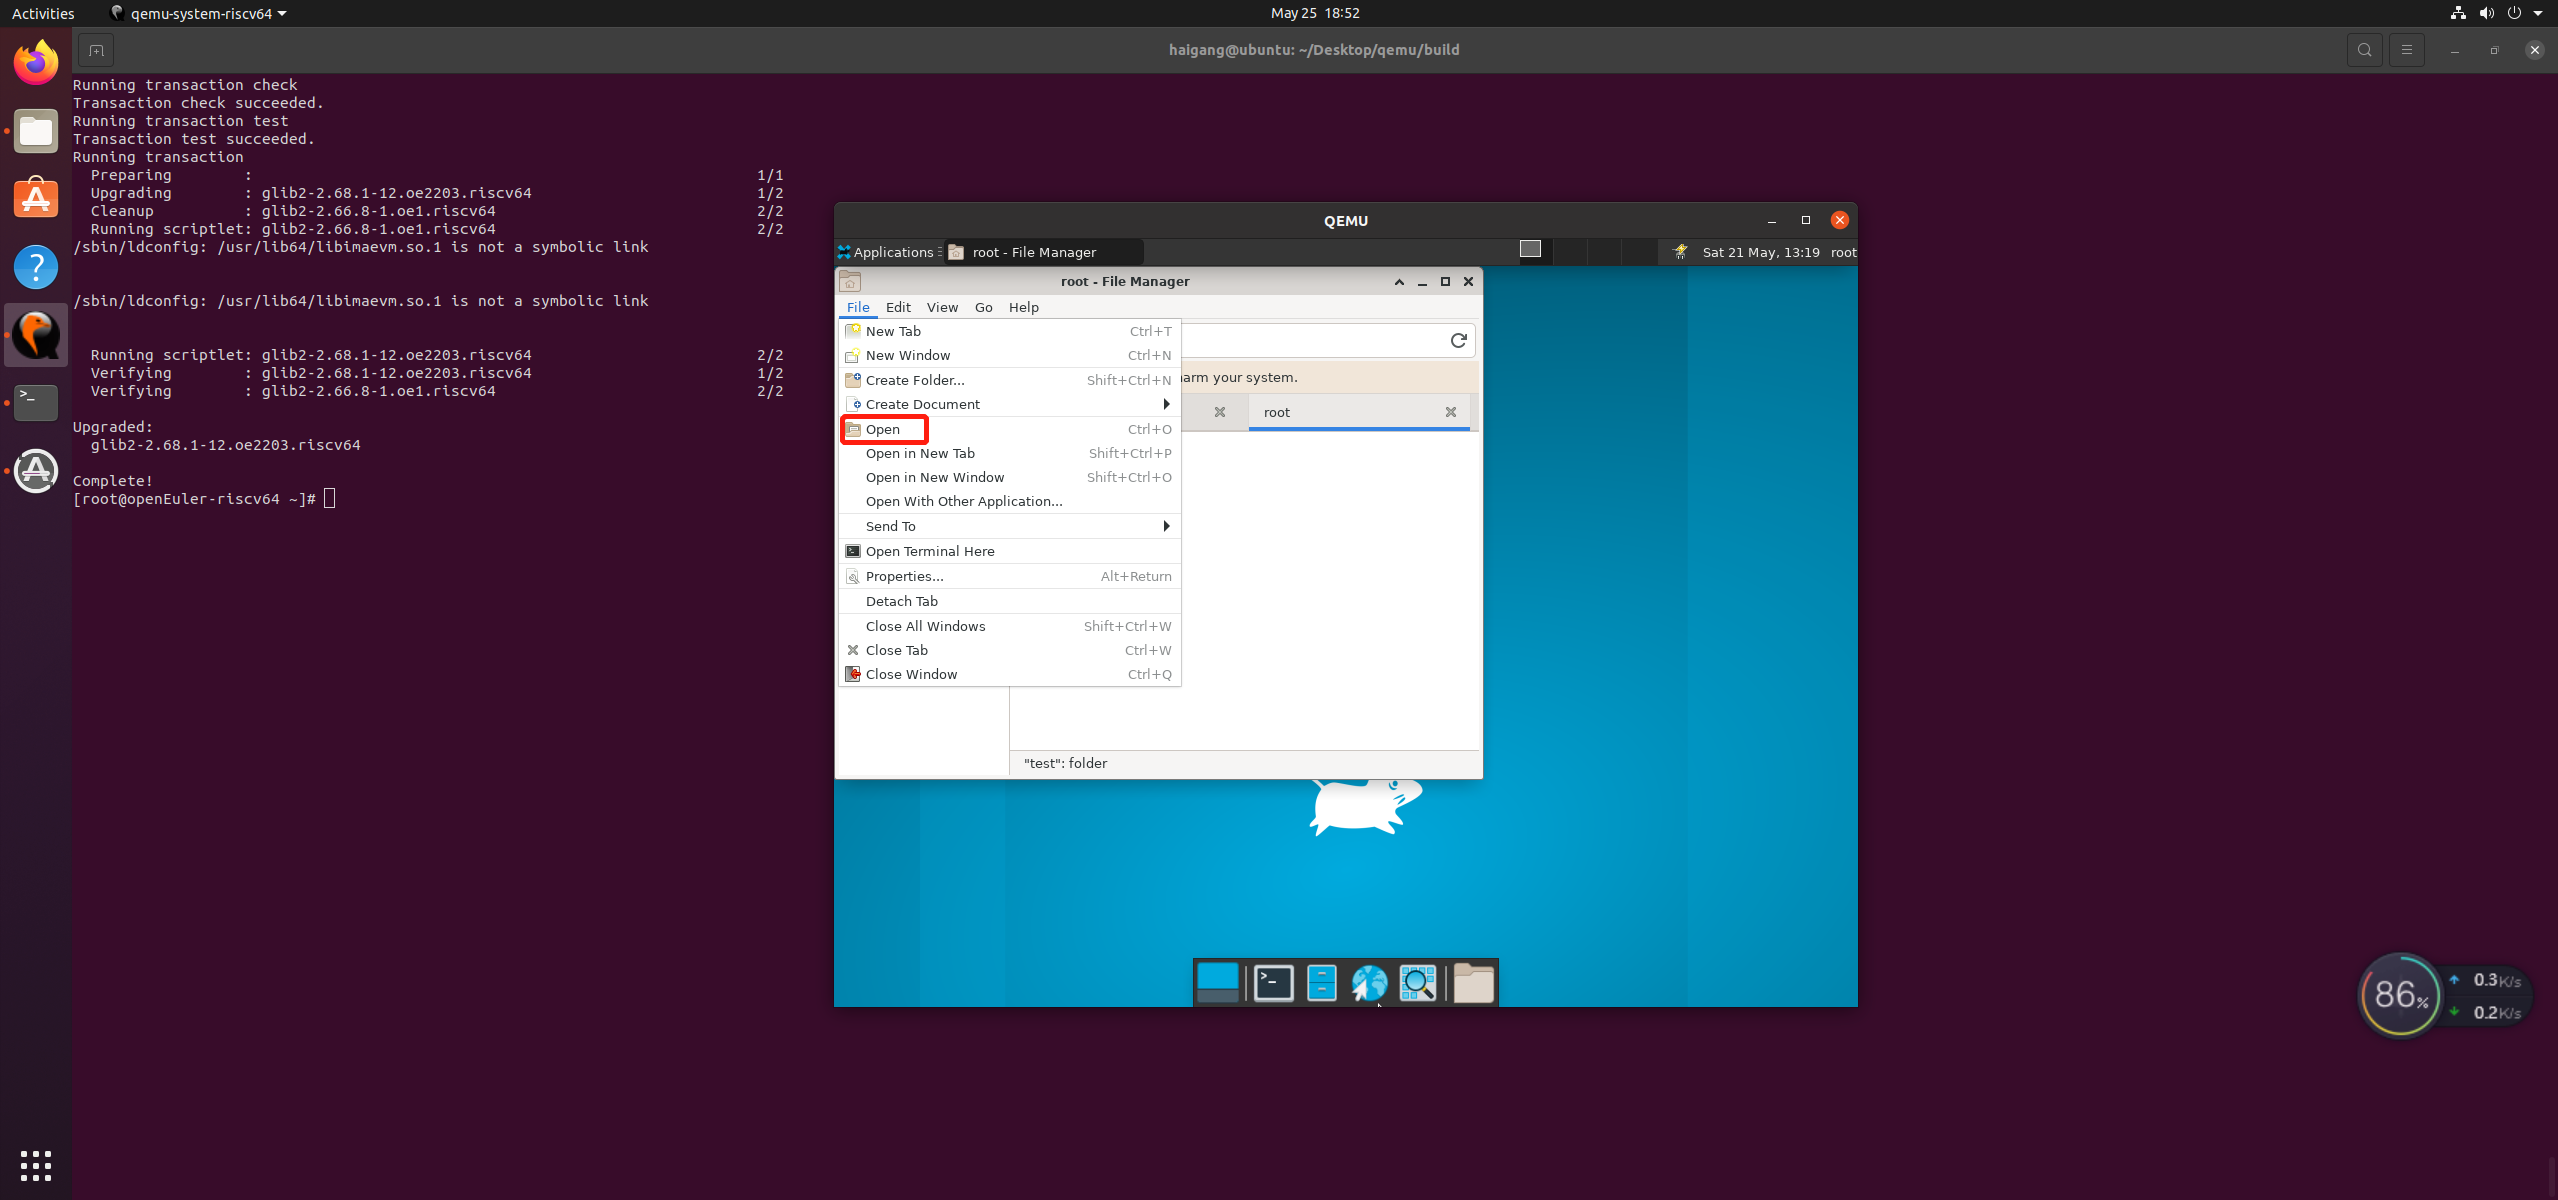 Activities
qemu-system-riscv64
May 25 18:52
haigang@ubuntu: ~/Desktop/qemu/build
Running transaction check
Transaction check succeeded.
Running transaction test
Transaction test succeeded.
Running transaction
Preparing        :                                                        1/1
Upgrading        : glib2-2.68.1-12.oe2203.riscv64                         1/2
Cleanup          : glib2-2.66.8-1.oe1.riscv64                             2/2
Running scriptlet: glib2-2.66.8-1.oe1.riscv64                             2/2
/sbin/ldconfig: /usr/lib64/libimaevm.so.1 is not a symbolic link
/sbin/ldconfig: /usr/lib64/libimaevm.so.1 is not a symbolic link
Running scriptlet: glib2-2.68.1-12.oe2203.riscv64                         2/2
Verifying        : glib2-2.68.1-12.oe2203.riscv64                         1/2
Verifying        : glib2-2.66.8-1.oe1.riscv64                             2/2
Upgraded:
glib2-2.68.1-12.oe2203.riscv64
Complete!
[root@openEuler-riscv64 ~]#
QEMU
Applications
root - File Manager
Sat 21 May, 13:19
root
root - File Manager
File Edit View Go Help
New Tab Ctrl+T
New Window Ctrl+N
Create Folder... Shift+Ctrl+N
Create Document
Open Ctrl+O
Open in New Tab Shift+Ctrl+P
Open in New Window Shift+Ctrl+O
Open With Other Application...
Send To
Open Terminal Here
Properties... Alt+Return
Detach Tab
Close All Windows Shift+Ctrl+W
Close Tab Ctrl+W
Close Window Ctrl+Q
your system.
root
"test": folder
86%
0.3K/s
0.2K/s